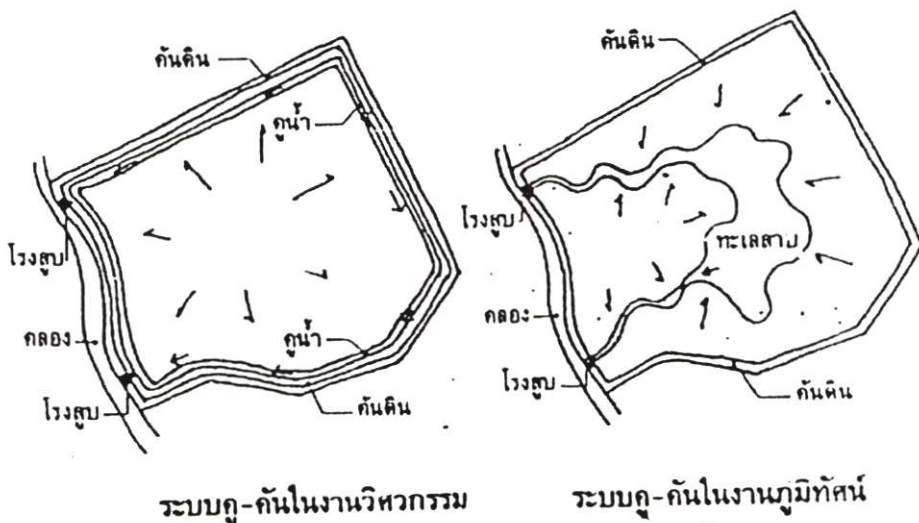 คันดิน
คูน้ำ
โรงสูบ
คลอง
คูน้ำ
โรงสูบ
คันดิน
ระบบคู-คันในงานวิศวกรรม
คันดิน
โรงสูบ
ทะเลสาบ
คลอง
โรงสูบ
คันดิน
ระบบคู-คันในงานภูมิทัศน์